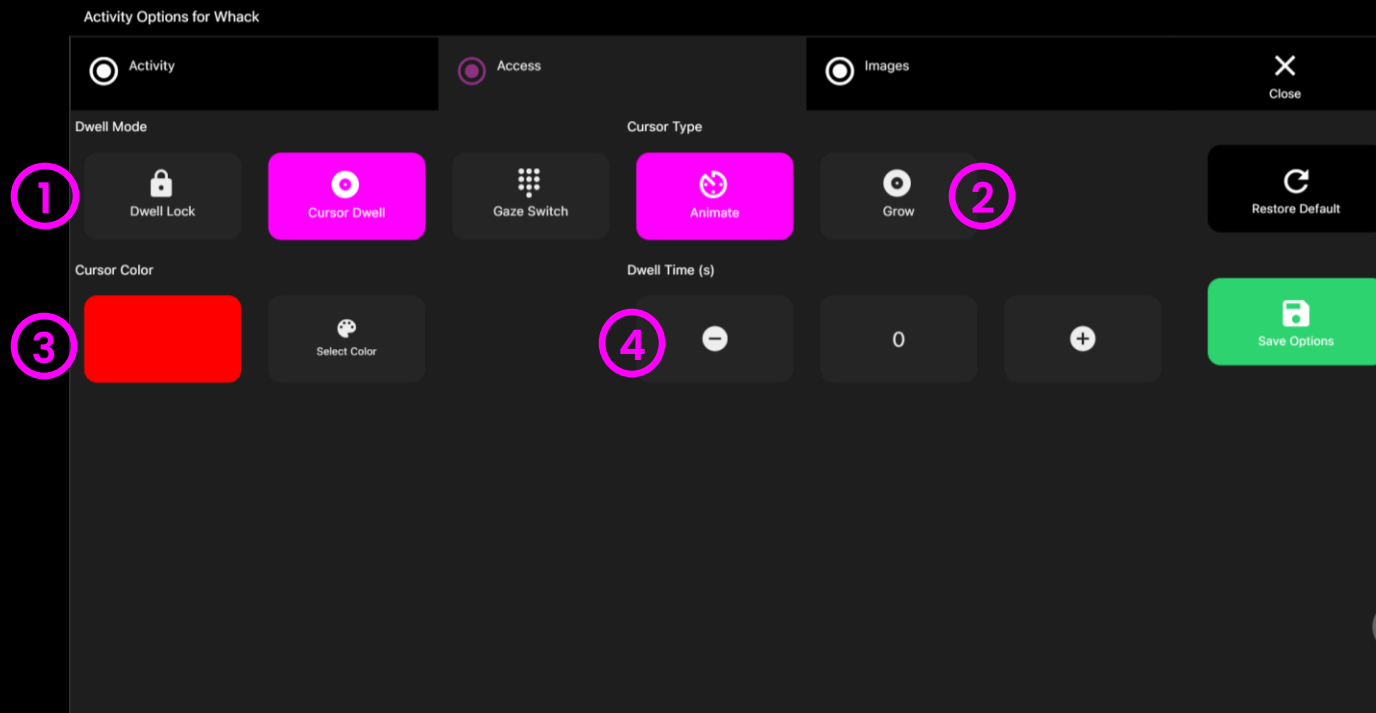 Activity Options for Whack
Activity
Access
Images
Close
Dwell Mode
Cursor Type
1
Dwell Lock
Cursor Dwell
Gaze Switch
Animate
Grow
2
Restore Default
Cursor Color
Dwell Time (s)
3
Select Color
4
0
Save Options